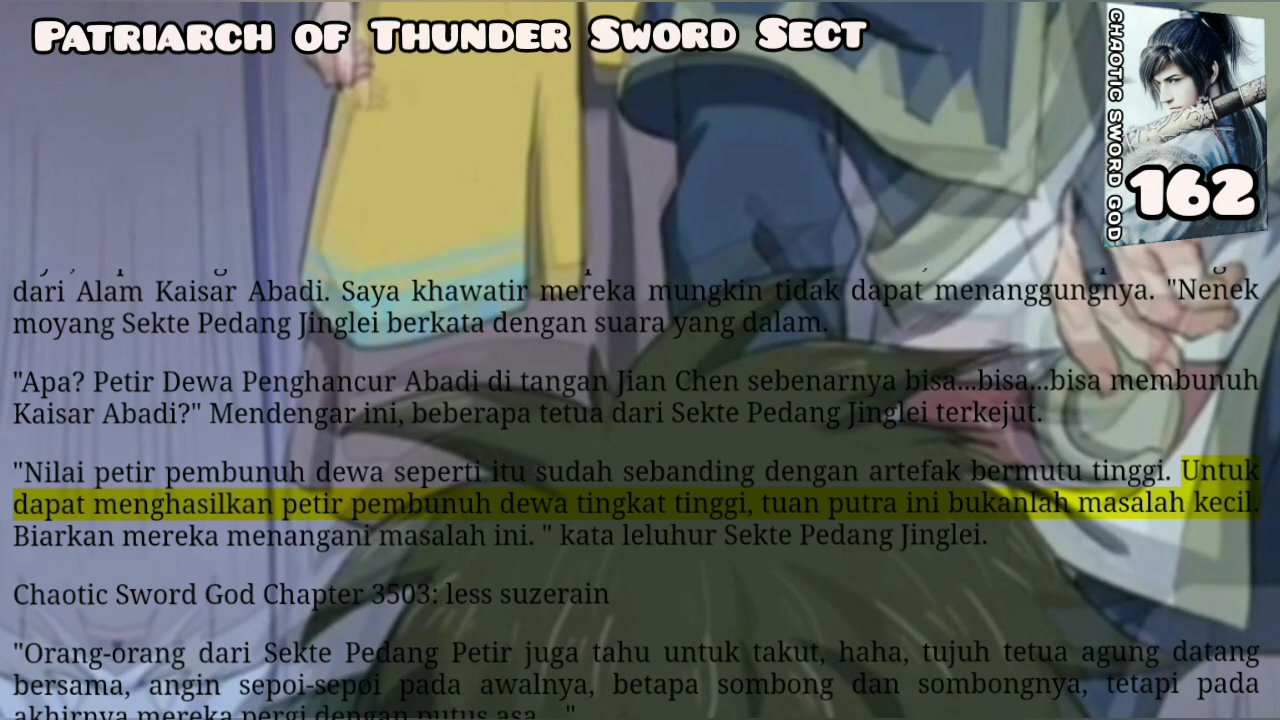 Patriarch of Thunder Sword Sect
CHAOTIC SWORD GOD
162
dari Alam Kaisar Abadi. Saya khawatir mereka mungkin tidak dapat menanggungnya. "Nenek
moyang Sekte Pedang Jinglei berkata dengan suara yang dalam.
"Apa? Petir Dewa Penghancur Abadi di tangan Jian Chen sebenarnya bisa...bisa...bisa membunuh
Kaisar Abadi?" Mendengar ini, beberapa tetua dari Sekte Pedang Jinglei terkejut.
"Nilai petir pembunuh dewa seperti itu sudah sebanding dengan artefak bermutu tinggi. Untuk
dapat menghasilkan petir pembunuh dewa tingkat tinggi, tuan putra ini bukanlah masalah kecil.
Biarkan mereka menangani masalah ini. " kata leluhur Sekte Pedang Jinglei.
Chaotic Sword God Chapter 3503: less suzerain
"Orang-orang dari Sekte Pedang Petir juga tahu untuk takut, haha, tujuh tetua agung datang
bersama, angin sepoi-sepoi pada awalnya, betapa sombong dan sombongnya, tetapi pada
akhirnya mereka pergi dengan putus asa...."